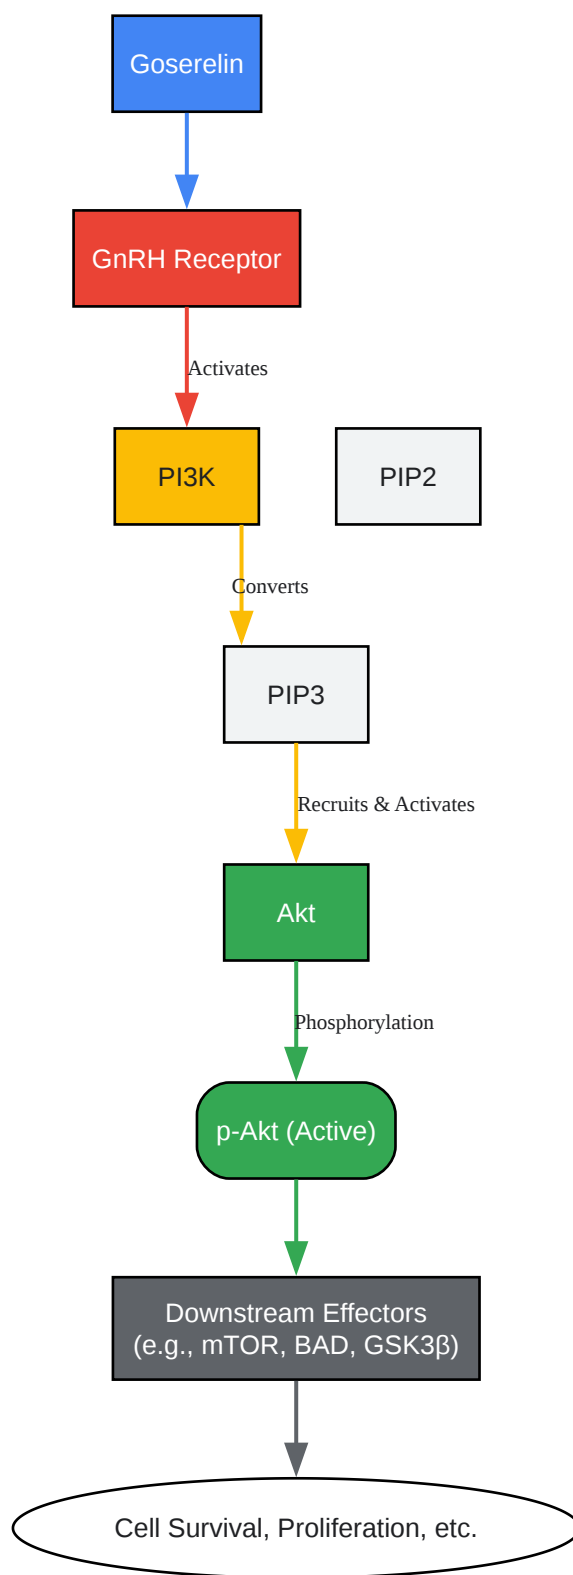 Goserelin
GnRH Receptor
Activates
PI3K
PIP2
Converts
PIP3
Recruits & Activates
Akt
Phosphorylation
p-Akt (Active)
Downstream Effectors
(e.g., mTOR, BAD, GSK3β)
Cell Survival, Proliferation, etc.